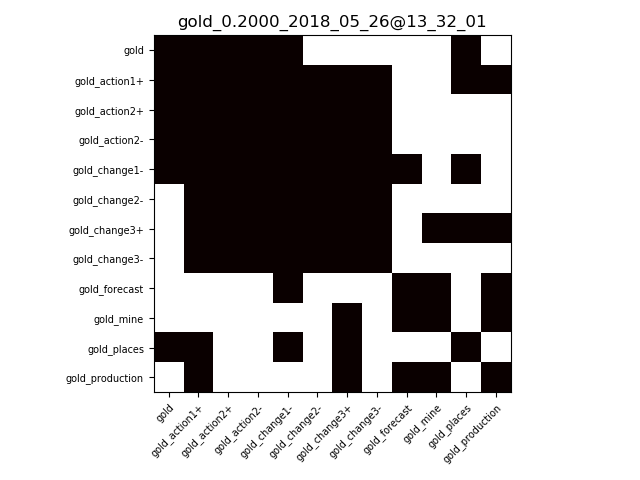 gold_0.2000_2018_05_26@13_32_01
gold
gold_action1+
gold_action2+
gold_action2-
gold_change1-
gold_change2-
gold_change3+
gold_change3-
gold_forecast
gold_mine
gold_places
gold_production
gold
gold_action1+
gold_action2+
gold_action2-
gold_change1-
gold_change2-
gold_change3+
gold_change3-
gold_forecast
gold_mine
gold_places
gold_production